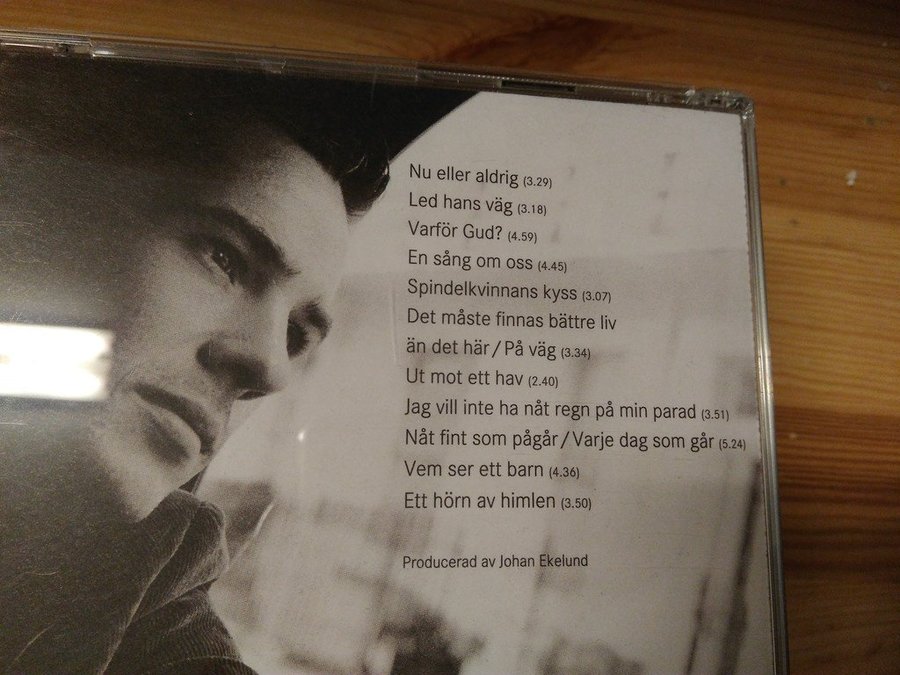 Nu eller aldrig (3.29)
Led hans väg (3.18)
Varför Gud? (4.59)
En sång om oss (4.45)
Spindelkvinnans kyss (3.07)
Det måste finnas bättre liv
än det här / På väg (3.34)
Ut mot ett hav (2.40)
Jag vill inte ha nåt regn på min parad (3.51)
Nåt fint som pågår / Varje dag som går (5.24)
Vem ser ett barn (4.36)
Ett hörn av himlen (3.50)
Producerad av Johan Ekelund